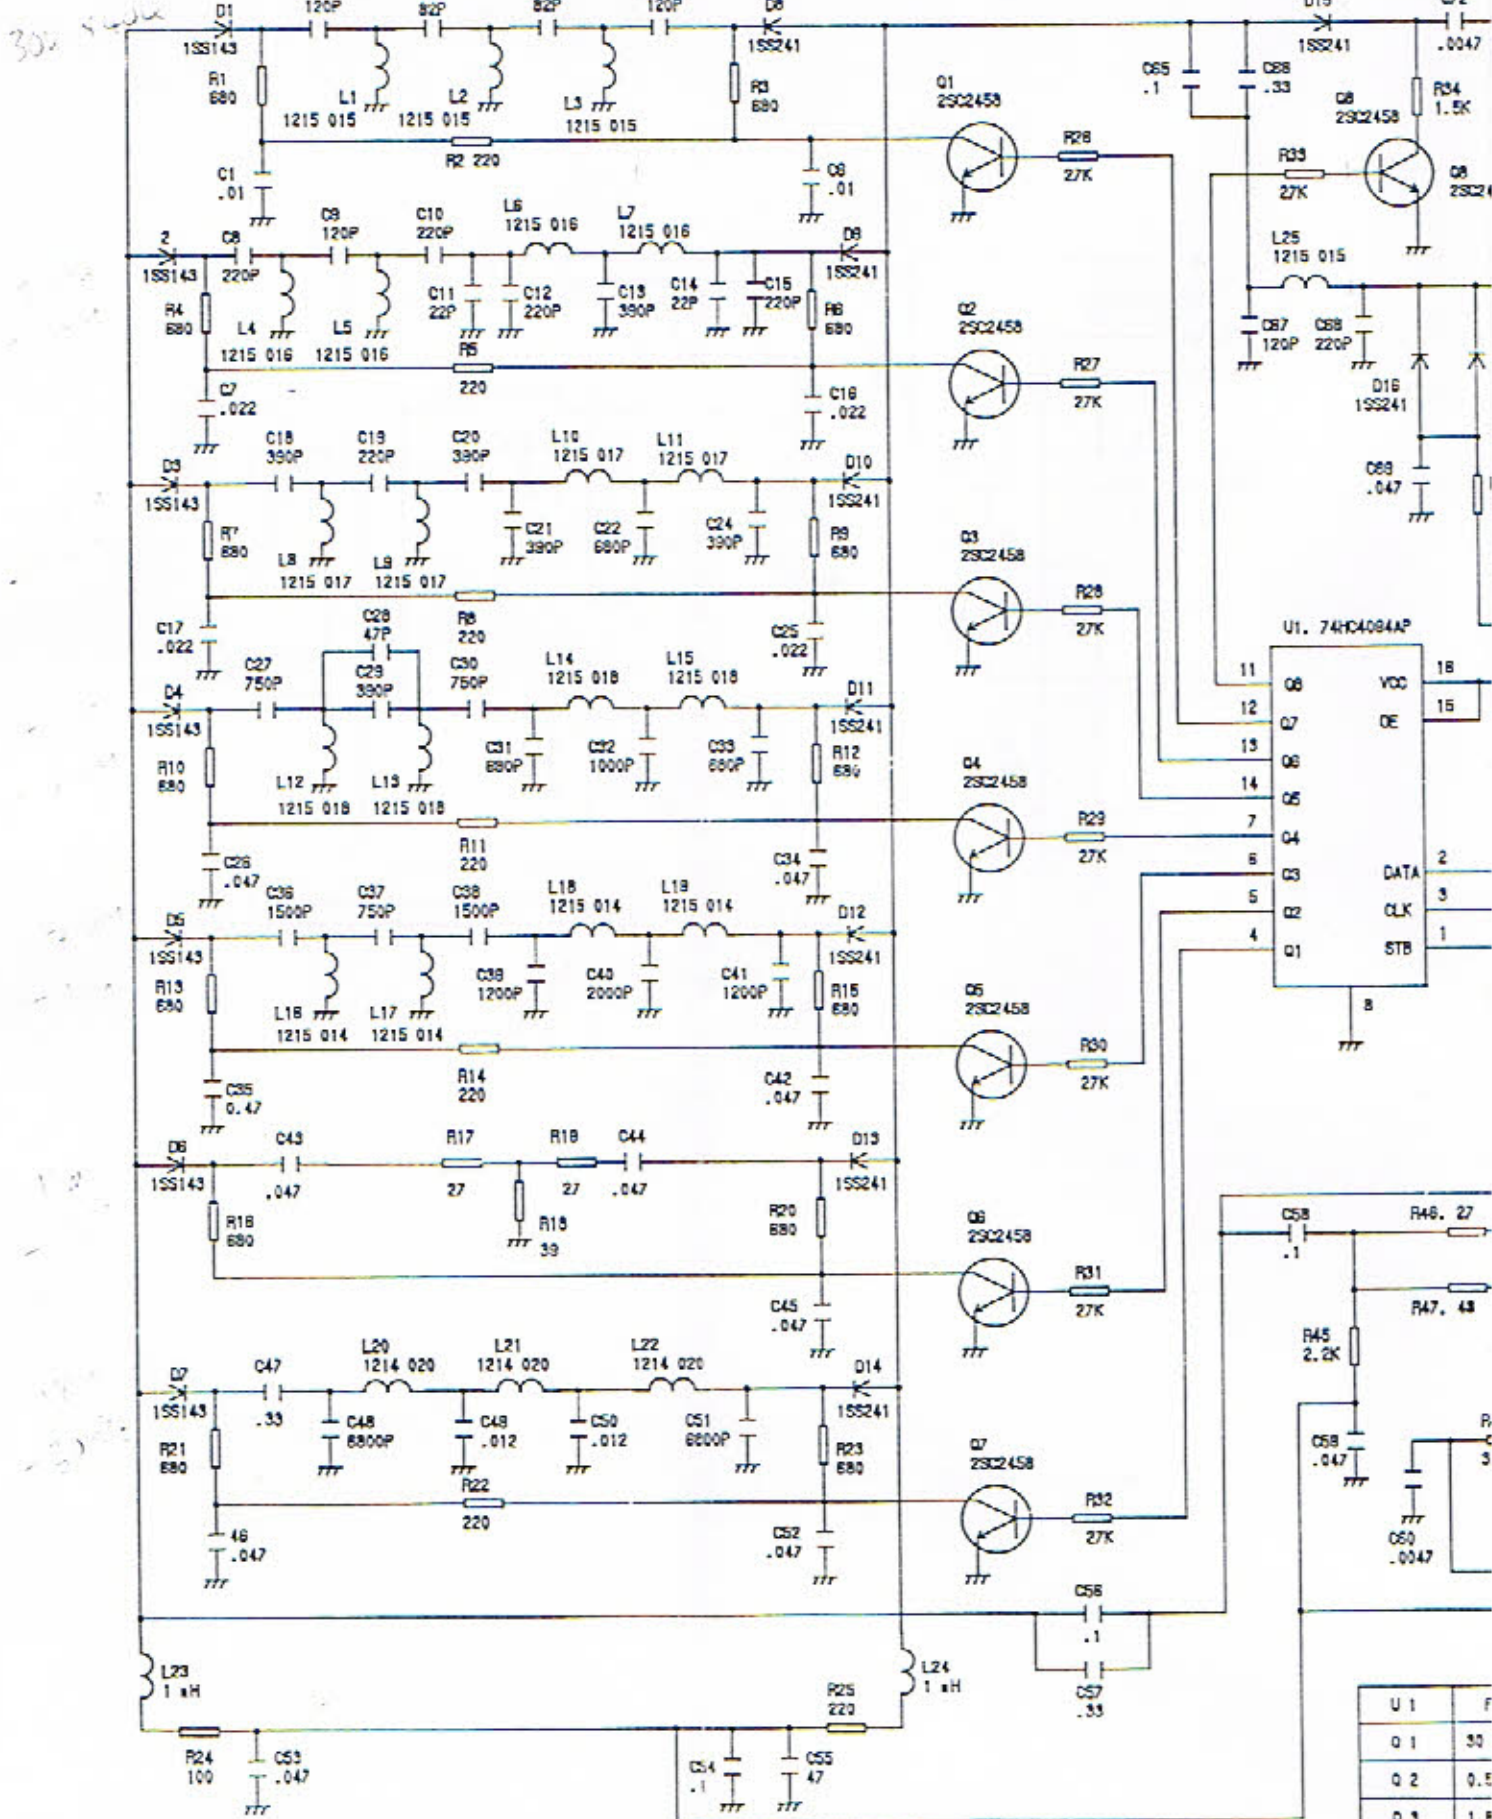 120P 82P 82P 120P D15
D1 D8
1SS143 1SS241 1SS241 .0047
R1 680 L1 L2 L3 R3 680
1215 015 1215 015 1215 015
R2 220
C1 .01 C6 .01
Q1 2SC2458
R26 27K
C65 .1 C66 .33
Q8 2SC2458
R34 1.5K
R33 27K
Q8
L25 1215 015
C67 120P C68 220P
D16 1SS241
C69 .047
2 1SS143
C8 220P C9 120P C10 220P
L6 1215 016 L7 1215 016
D9 1SS241
R4 680 L4 1215 016 L5 1215 016
C11 22P C12 220P C13 390P C14 22P C15 220P
R6 680
R5 220
C7 .022 C16 .022
Q2 2SC2458
R27 27K
D3 1SS143
C18 390P C19 220P C20 390P
L10 1215 017 L11 1215 017
D10 1SS241
R7 680 L8 1215 017 L9 1215 017
C21 390P C22 680P C24 390P
R9 680
R8 220
C17 .022 C25 .022
Q3 2SC2458
R28 27K
D4 1SS143
C27 750P C28 47P C29 390P C30 750P
L14 1215 018 L15 1215 018
D11 1SS241
R10 680 L12 1215 018 L13 1215 018
C31 680P C32 1000P C33 680P
R12 680
R11 220
C26 .047 C34 .047
Q4 2SC2458
R29 27K
U1. 74HC4094AP
11 Q8 VCC 16
12 Q7 OE 15
13 Q6
14 Q5
7 Q4
6 Q3 DATA 2
5 Q2 CLK 3
4 Q1 STB 1
8
D5 1SS143
C36 1500P C37 750P C38 1500P
L18 1215 014 L19 1215 014
D12 1SS241
R13 680 L16 1215 014 L17 1215 014
C39 1200P C40 2000P C41 1200P
R15 680
R14 220
C35 0.47 C42 .047
Q5 2SC2458
R30 27K
D6 1SS143
C43 .047 R17 27 R18 27 C44 .047
D13 1SS241
R16 680 R19 39 R20 680
C45 .047
Q6 2SC2458
R31 27K
C58 .1 R46. 27
R47. 43
R45 2.2K
C59 .047
C60 .0047
D7 1SS143
C47 .33 L20 1214 020 L21 1214 020 L22 1214 020
D14 1SS241
R21 680 C48 6800P C49 .012 C50 .012 C51 6800P R23 680
R22 220
46 .047 C52 .047
Q7 2SC2458
R32 27K
C56 .1
C57 .33
L23 1 mH L24 1 mH
R24 100 C53 .047 C54 .1 C55 47 R25 220
U 1
Q 1 30
Q 2
Q 3